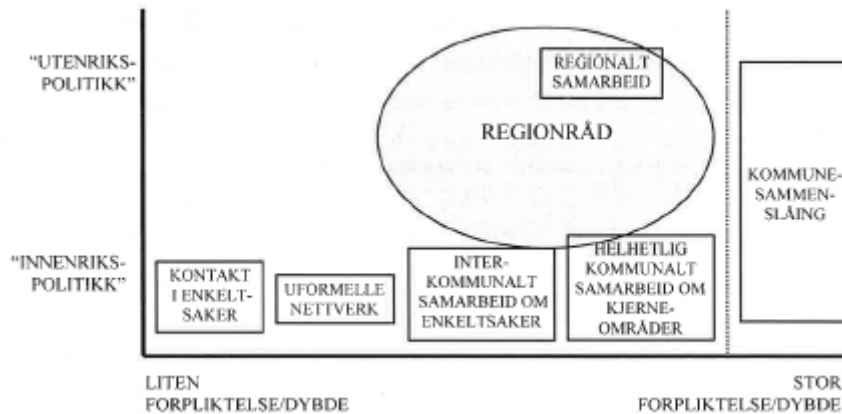 “UTENRIKS-
POLITIKK”
REGIONALT
SAMARBEID
REGIONRÅD
KOMMUNE-
SAMMEN-
SLÅING
“INNENRIKS-
POLITIKK”
KONTAKT
I ENKELT-
SAKER
UFORMELLE
NETTVERK
INTER-
KOMMUNALT
SAMARBEID OM
ENKELTSAKER
HELHETLIG
KOMMUNALT
SAMARBEID OM
KJERNE-
OMRÅDER
LITEN
FORPLIKTELSE/DYBDE
STOR
FORPLIKTELSE/DYBDE